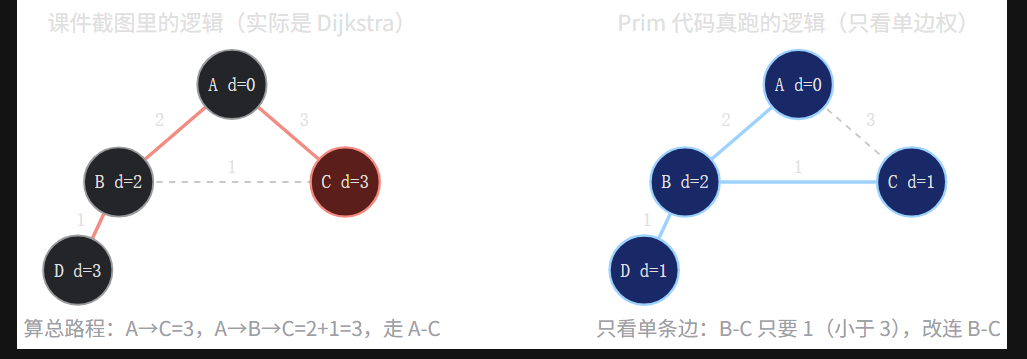 课件截图里的逻辑（实际是 Dijkstra）
A d=0
2
3
B d=2
1
C d=3
1
D d=3
算总路程：A→C=3，A→B→C=2+1=3，走 A-C
Prim 代码真跑的逻辑（只看单边权）
A d=0
2
3
B d=2
1
C d=1
1
D d=1
只看单条边：B-C 只要 1（小于 3），改连 B-C